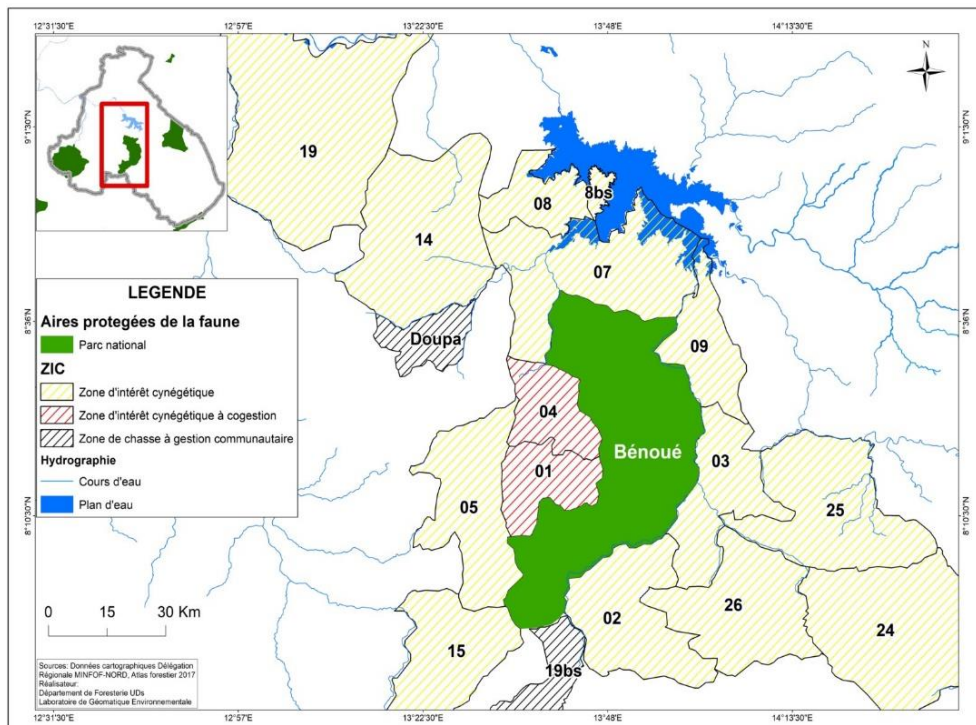 12°31'30"E 12°57'E 13°22'30"E 13°48'E 14°13'30"E
N
9°1'30"N
9°1'30"N
19
8bs
08
14
07
LEGENDE
Aires protegées de la faune
Parc national
ZIC
Zone d'intérêt cynégétique
Zone d'intérêt cynégétique à cogestion
Zone de chasse à gestion communautaire
Hydrographie
Cours d'eau
Plan d'eau
8°36'N
8°36'N
Doupa
09
04
Bénoué
03
01
05
25
8°10'30"N
8°10'30"N
0 15 30 Km
02
26
24
15
19bs
Sources: Données cartographiques Délégation
Régionale MINFOF-NORD, Atlas forestier 2017
Réalisateur:
Département de Foresterie UDs
Laboratoire de Géomatique Environnementale
12°31'30"E 12°57'E 13°22'30"E 13°48'E 14°13'30"E